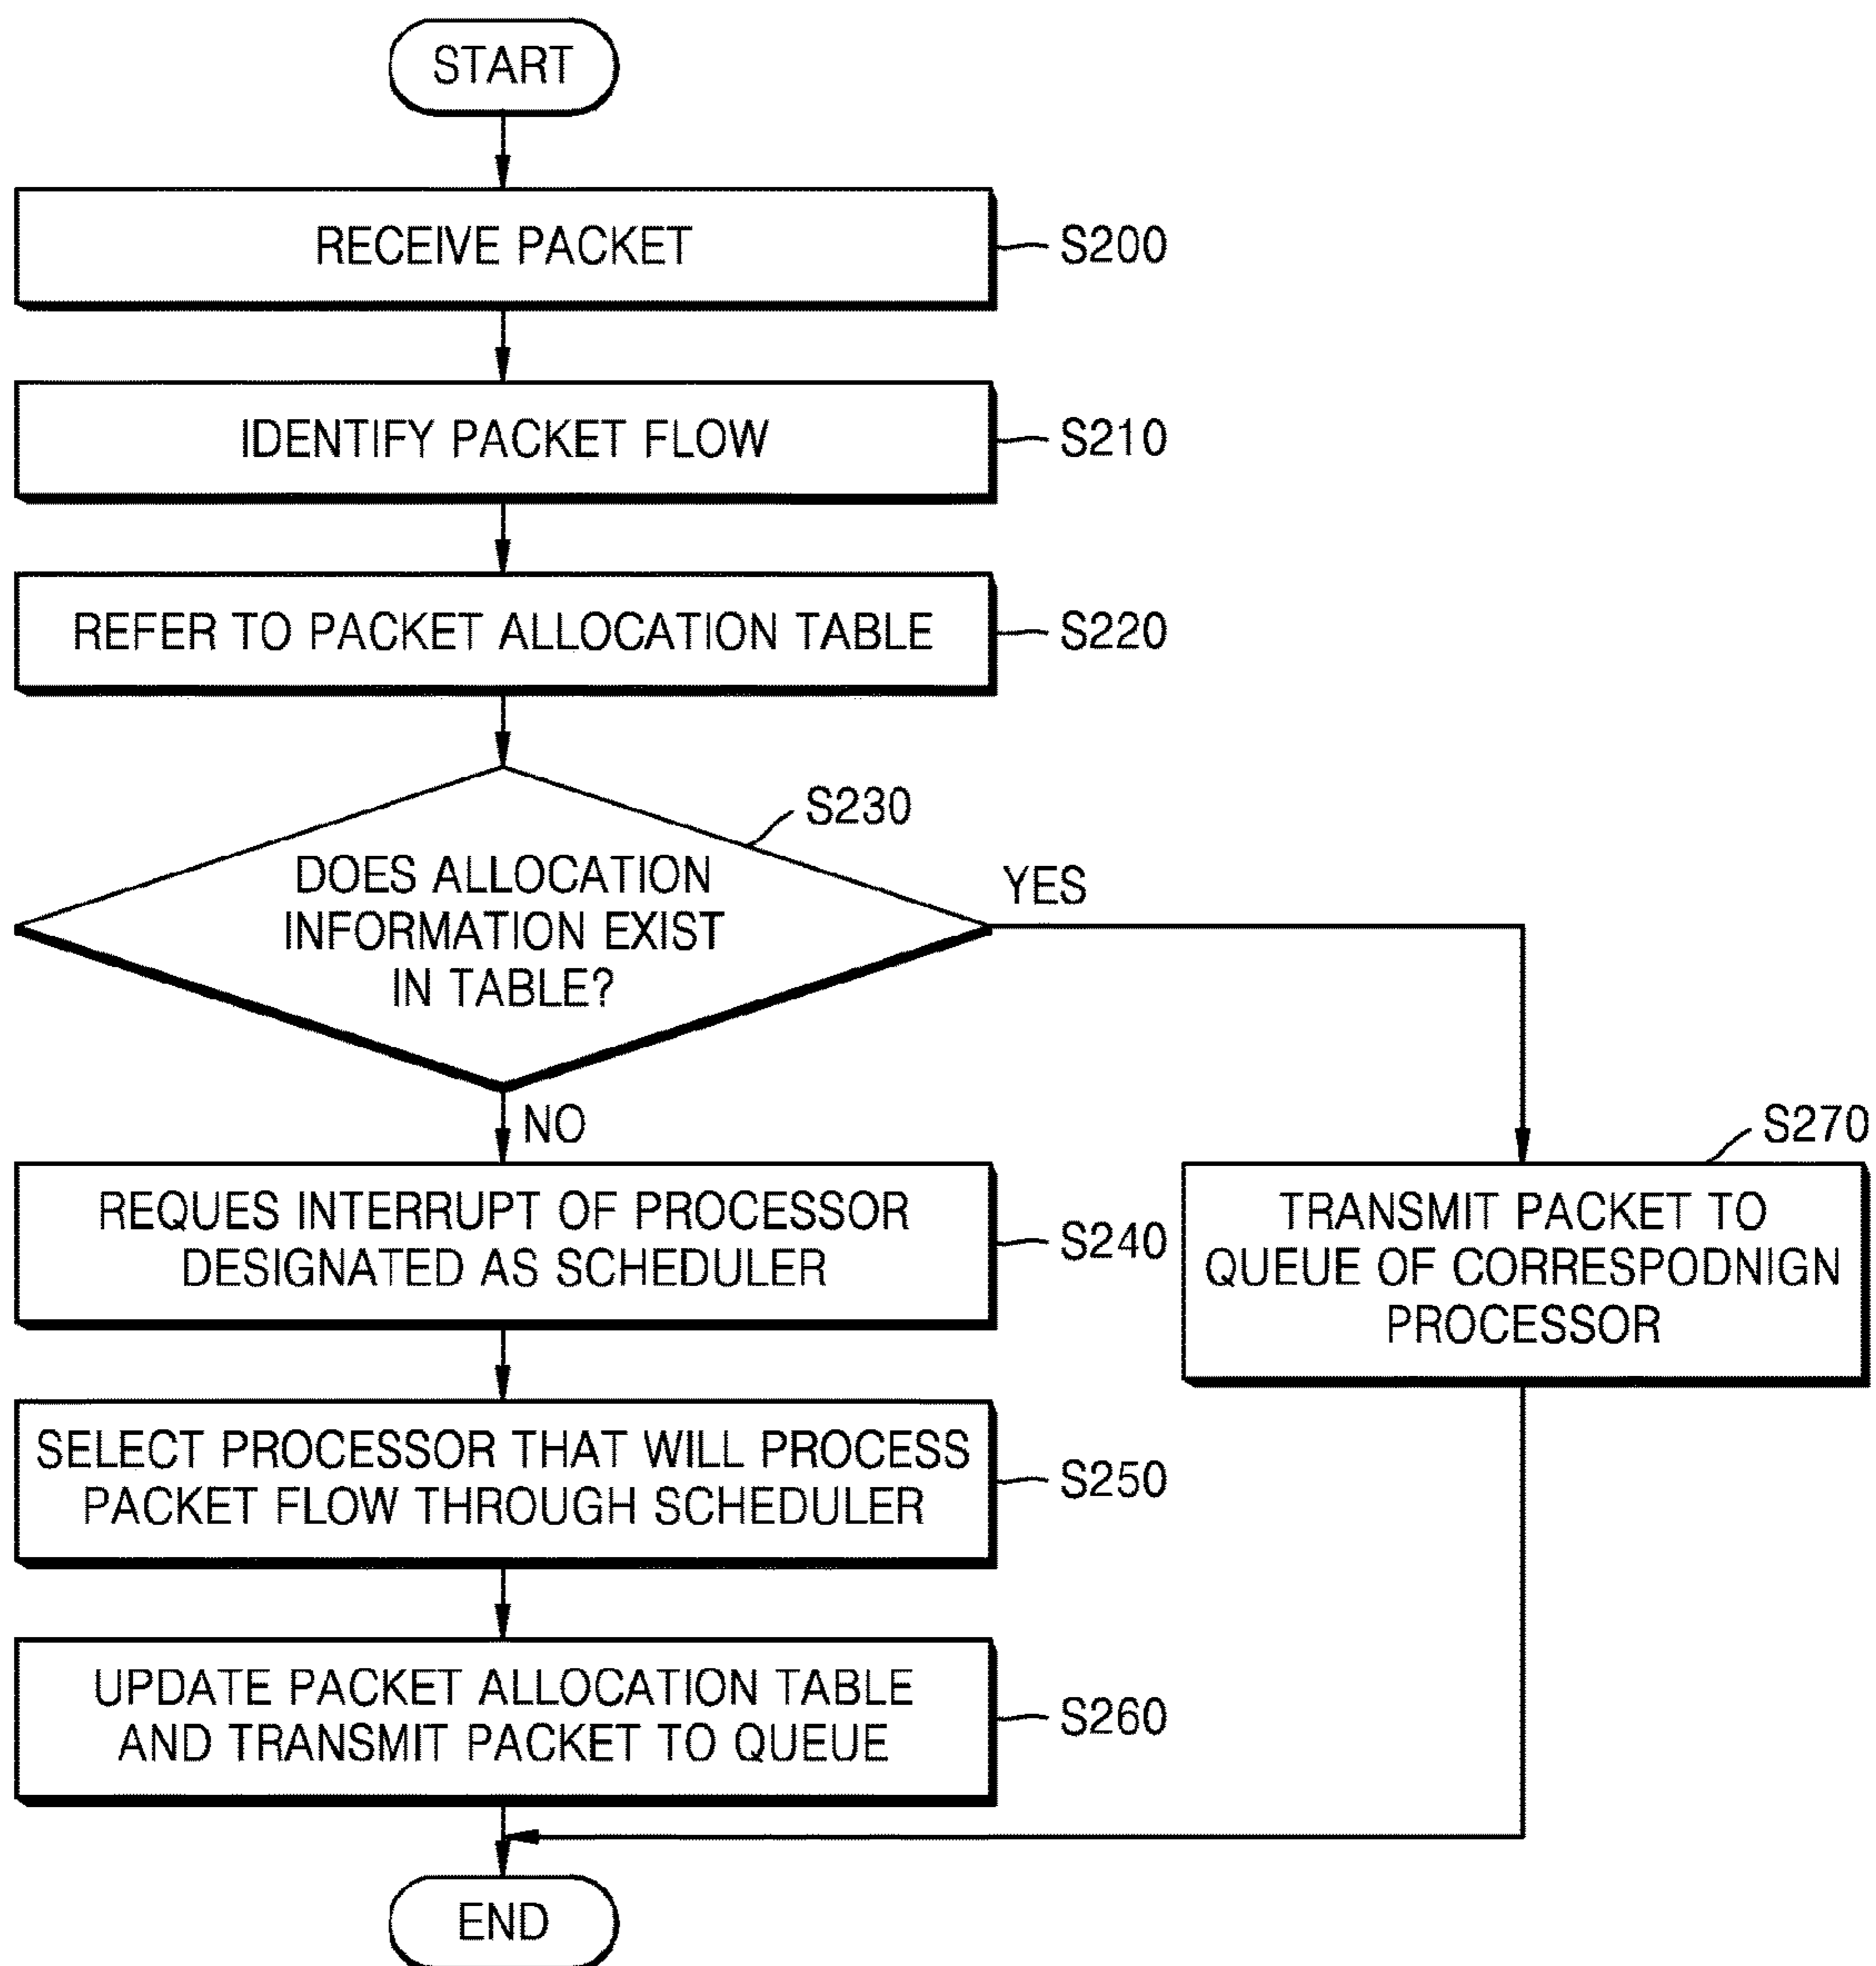 START
RECEIVE PACKET
S200
IDENTIFY PACKET FLOW
S210
REFER TO PACKET ALLOCATION TABLE
S220
S230
DOES ALLOCATION
INFORMATION EXIST
IN TABLE?
YES
NO
REQUES INTERRUPT OF PROCESSOR
DESIGNATED AS SCHEDULER
S240
S270
TRANSMIT PACKET TO
QUEUE OF CORRESPODNIGN
PROCESSOR
SELECT PROCESSOR THAT WILL PROCESS
PACKET FLOW THROUGH SCHEDULER
S250
UPDATE PACKET ALLOCATION TABLE
AND TRANSMIT PACKET TO QUEUE
S260
END